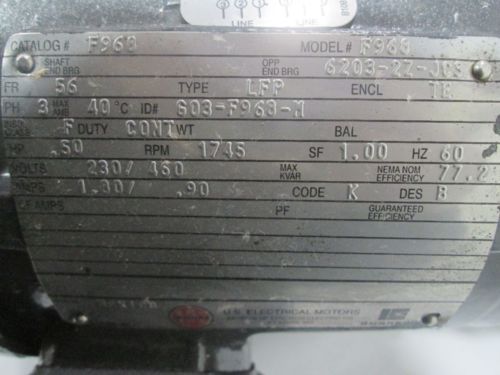 LINE LINE
CATALOG # F968 MODEL # F968
SHAFT END BRG OPP END BRG 6203-2Z-J
FR 56 TYPE LFP ENCL TE
PH 3 MAX AMB 40 °C ID# G03-F968-M
F DUTY CONT WT BAL
HP .50 RPM 1745 SF 1.00 HZ 60
VOLTS 230/ 460 MAX KVAR NEMA NOM EFFICIENCY 77.2
AMPS 1.80/ .90 CODE K DES B
SF AMPS PF GUARANTEED EFFICIENCY
U.S. ELECTRICAL MOTORS